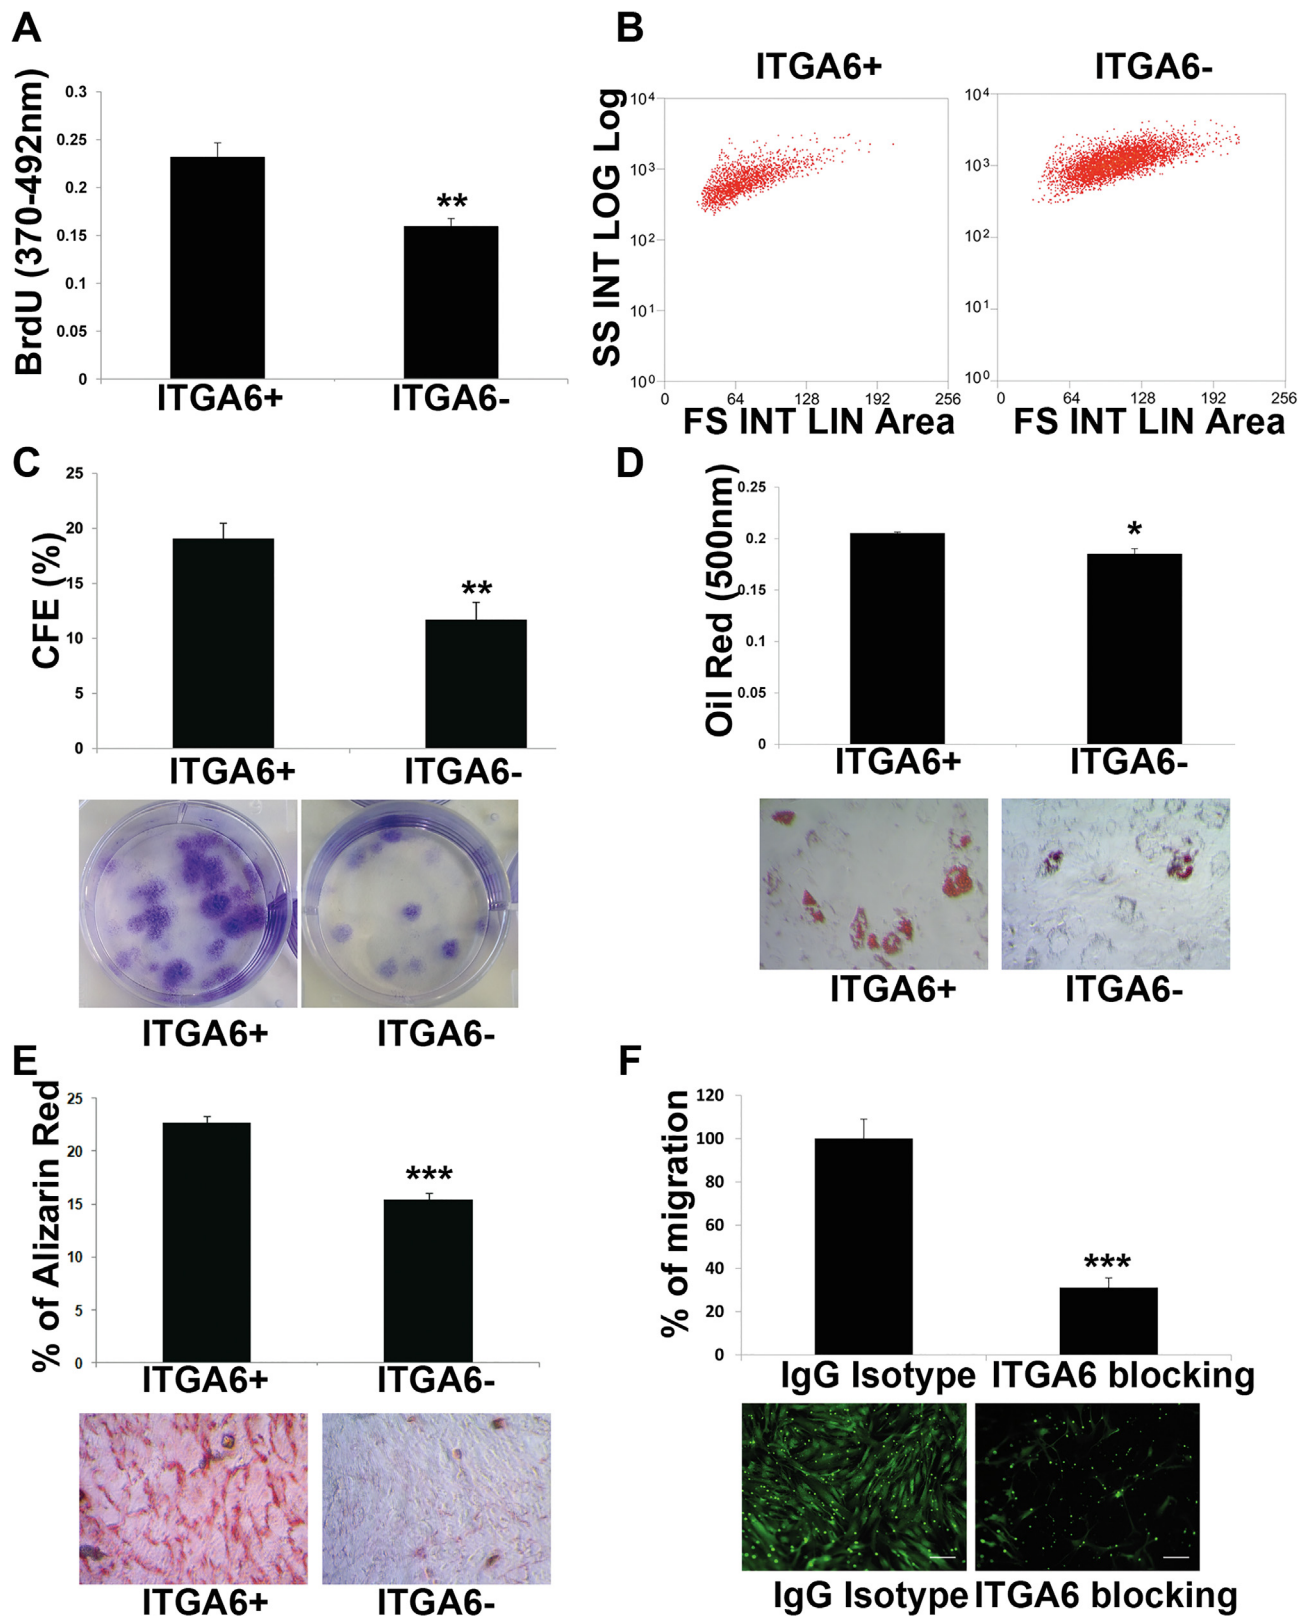 A
BrdU (370-492nm)
0.3
0.25
0.2
0.15
0.1
0.05
0
**
ITGA6+ ITGA6-
B
ITGA6+ ITGA6-
SS INT LOG Log
10⁴
10³
10²
10¹
10⁰
0 64 128 192 256
FS INT LIN Area
10⁴
10³
10²
10¹
10⁰
0 64 128 192 256
FS INT LIN Area
C
CFE (%)
25
20
15
10
5
0
**
ITGA6+ ITGA6-
ITGA6+ ITGA6-
D
Oil Red (500nm)
0.25
0.2
0.15
0.1
0.05
0
*
ITGA6+ ITGA6-
ITGA6+ ITGA6-
E
% of Alizarin Red
25
20
15
10
5
0
***
ITGA6+ ITGA6-
ITGA6+ ITGA6-
F
% of migration
120
100
80
60
40
20
0
***
IgG Isotype ITGA6 blocking
IgG Isotype ITGA6 blocking